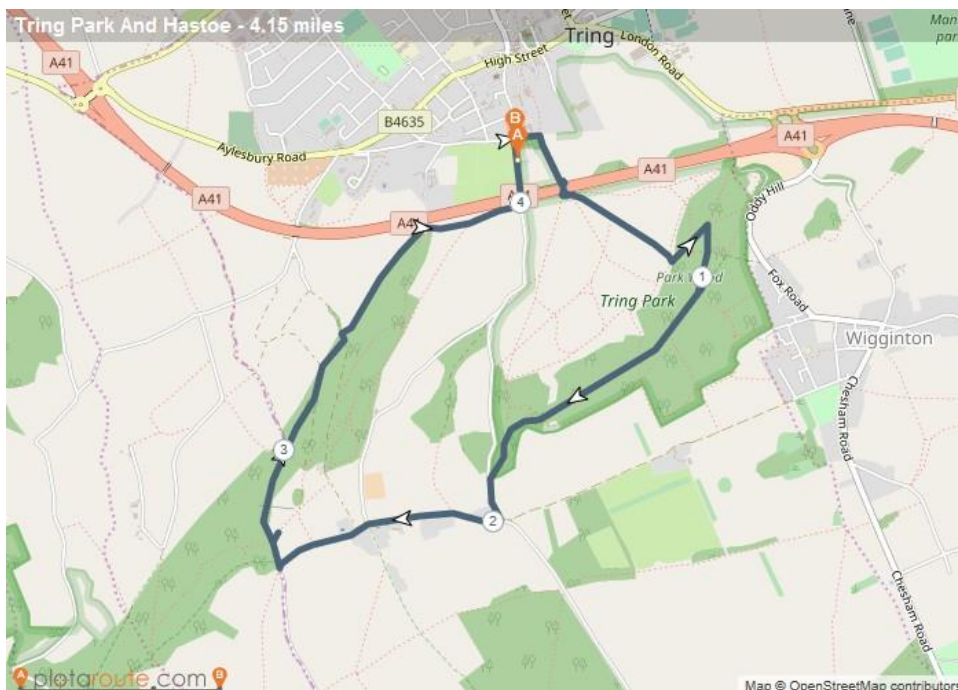 Tring Park And Hastoe - 4.15 miles
Tring
London Road
High Street
A41
B4635
Aylesbury Road
B
A
A41
A41
A41
A41
4
Oddy Hill
Fox Road
Park Wood
1
Tring Park
Wigginton
Chesham Road
3
2
Chesham Road
A plotaroute.com B
Map © OpenStreetMap contributors